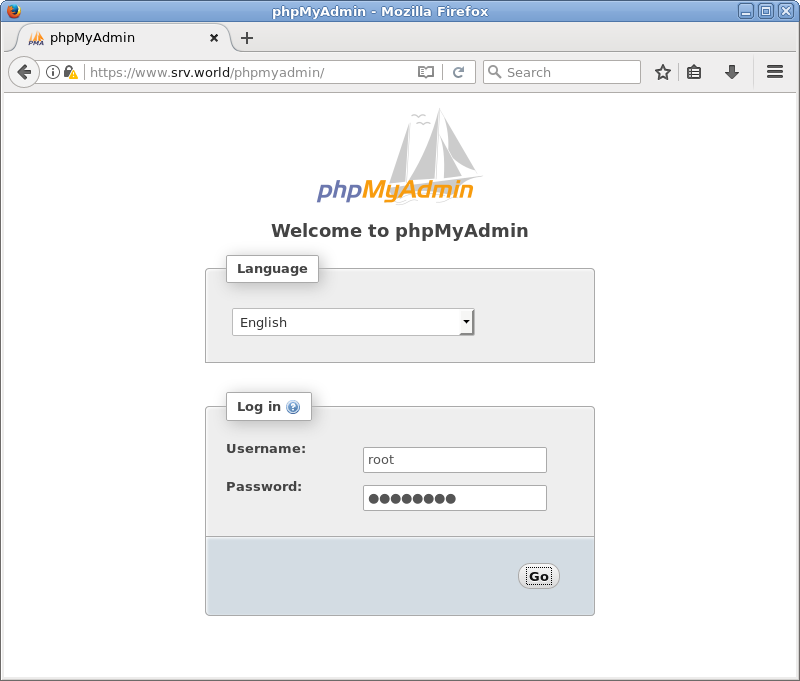 phpMyAdmin - Mozilla Firefox
PMA phpMyAdmin
https://www.srv.world/phpmyadmin/
Search
phpMyAdmin
Welcome to phpMyAdmin
Language
English
Log in ?
Username:
root
Password:
●●●●●●●●
Go